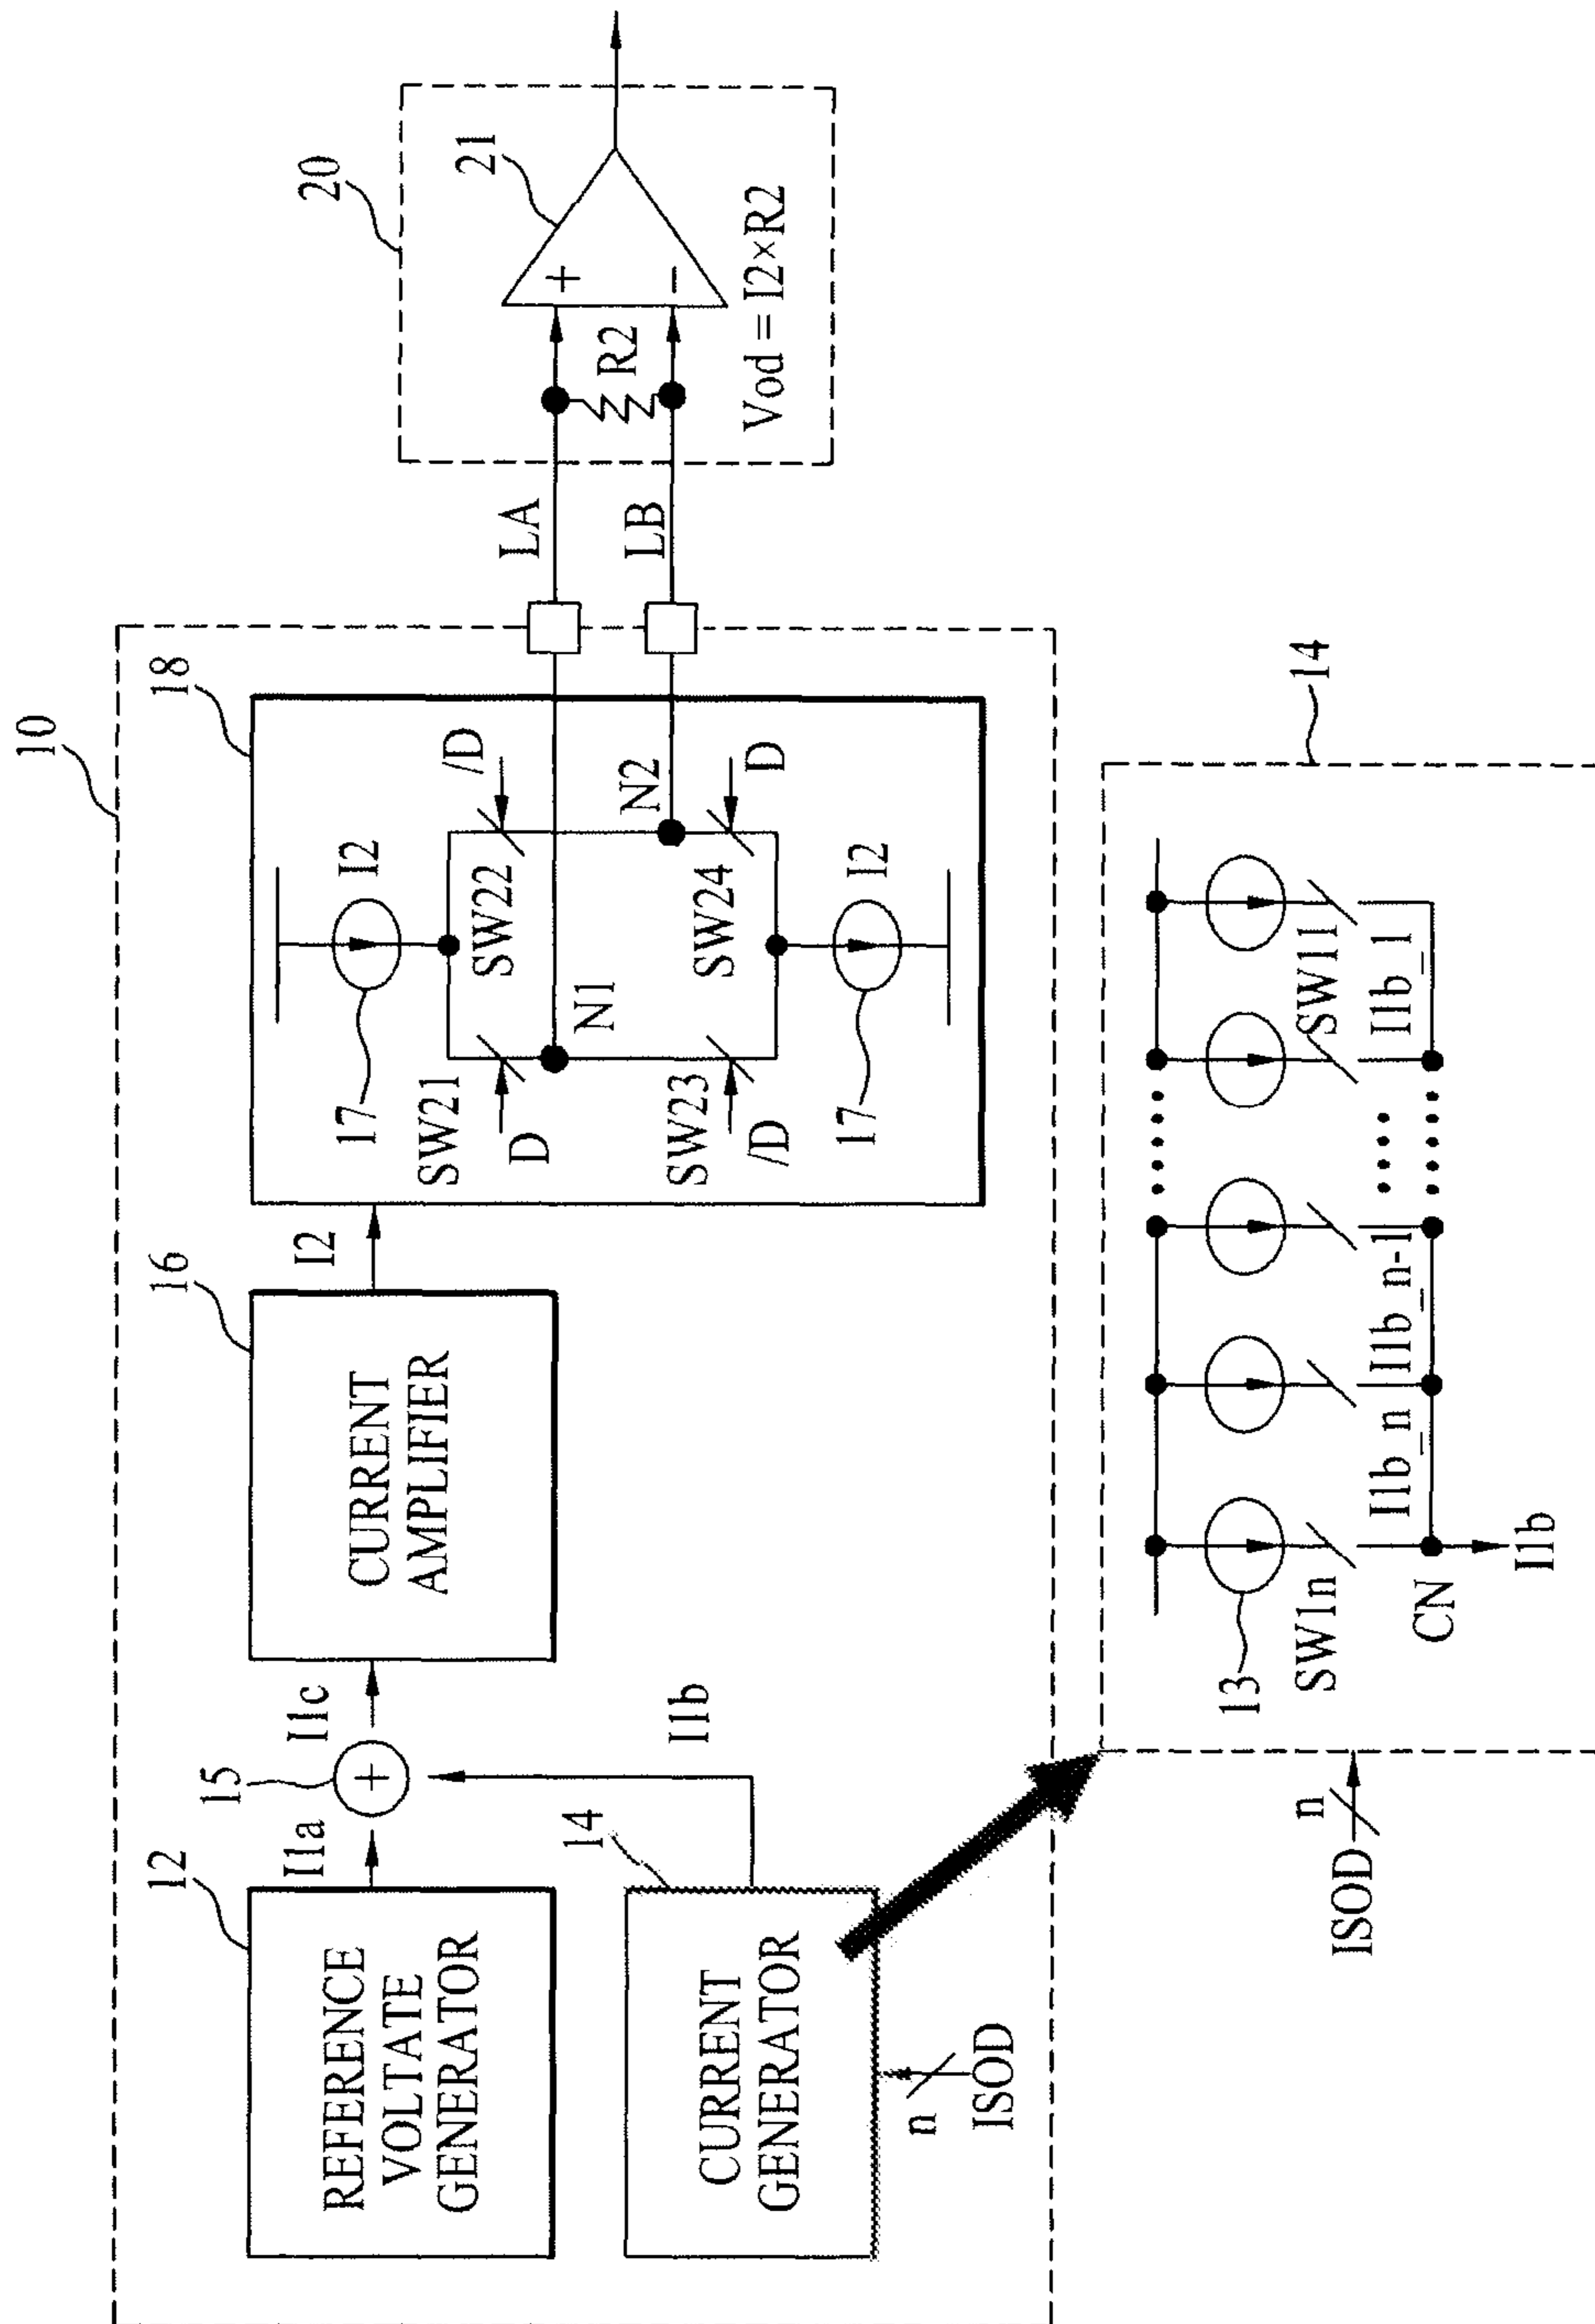 10
12
REFERENCE
VOLTATE
GENERATOR
I1a
15
+
I1c
16
CURRENT
AMPLIFIER
I2
18
17
I2
SW21
D
SW22
/D
N1
N2
SW23
/D
SW24
D
17
I2
LA
LB
20
21
+
−
R2
Vod = I2×R2
14
CURRENT
GENERATOR
I1b
n
ISOD
14
n
ISOD
13
SW1n
SW11
I1b_n
I1b_n-1
I1b_1
CN
I1b